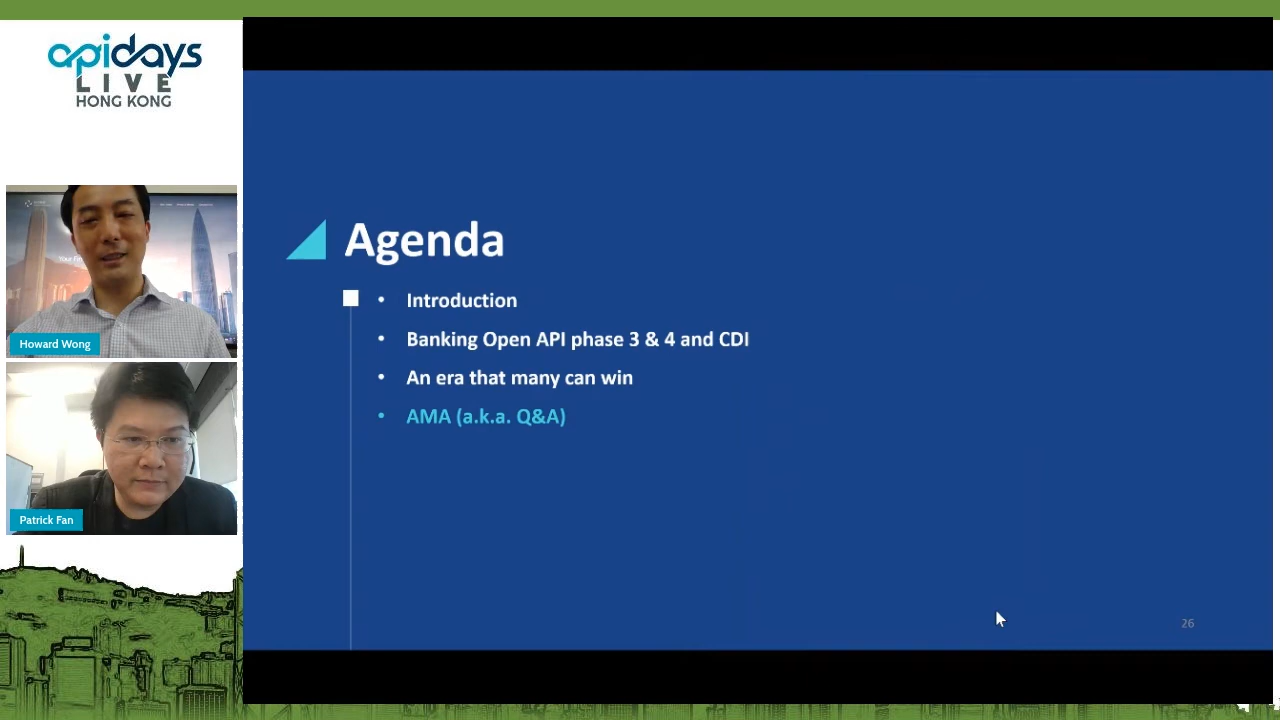 apidays
LIVE
HONG KONG
Howard Wong
Patrick Fan
Agenda
• Introduction
• Banking Open API phase 3 & 4 and CDI
• An era that many can win
• AMA (a.k.a. Q&A)
26